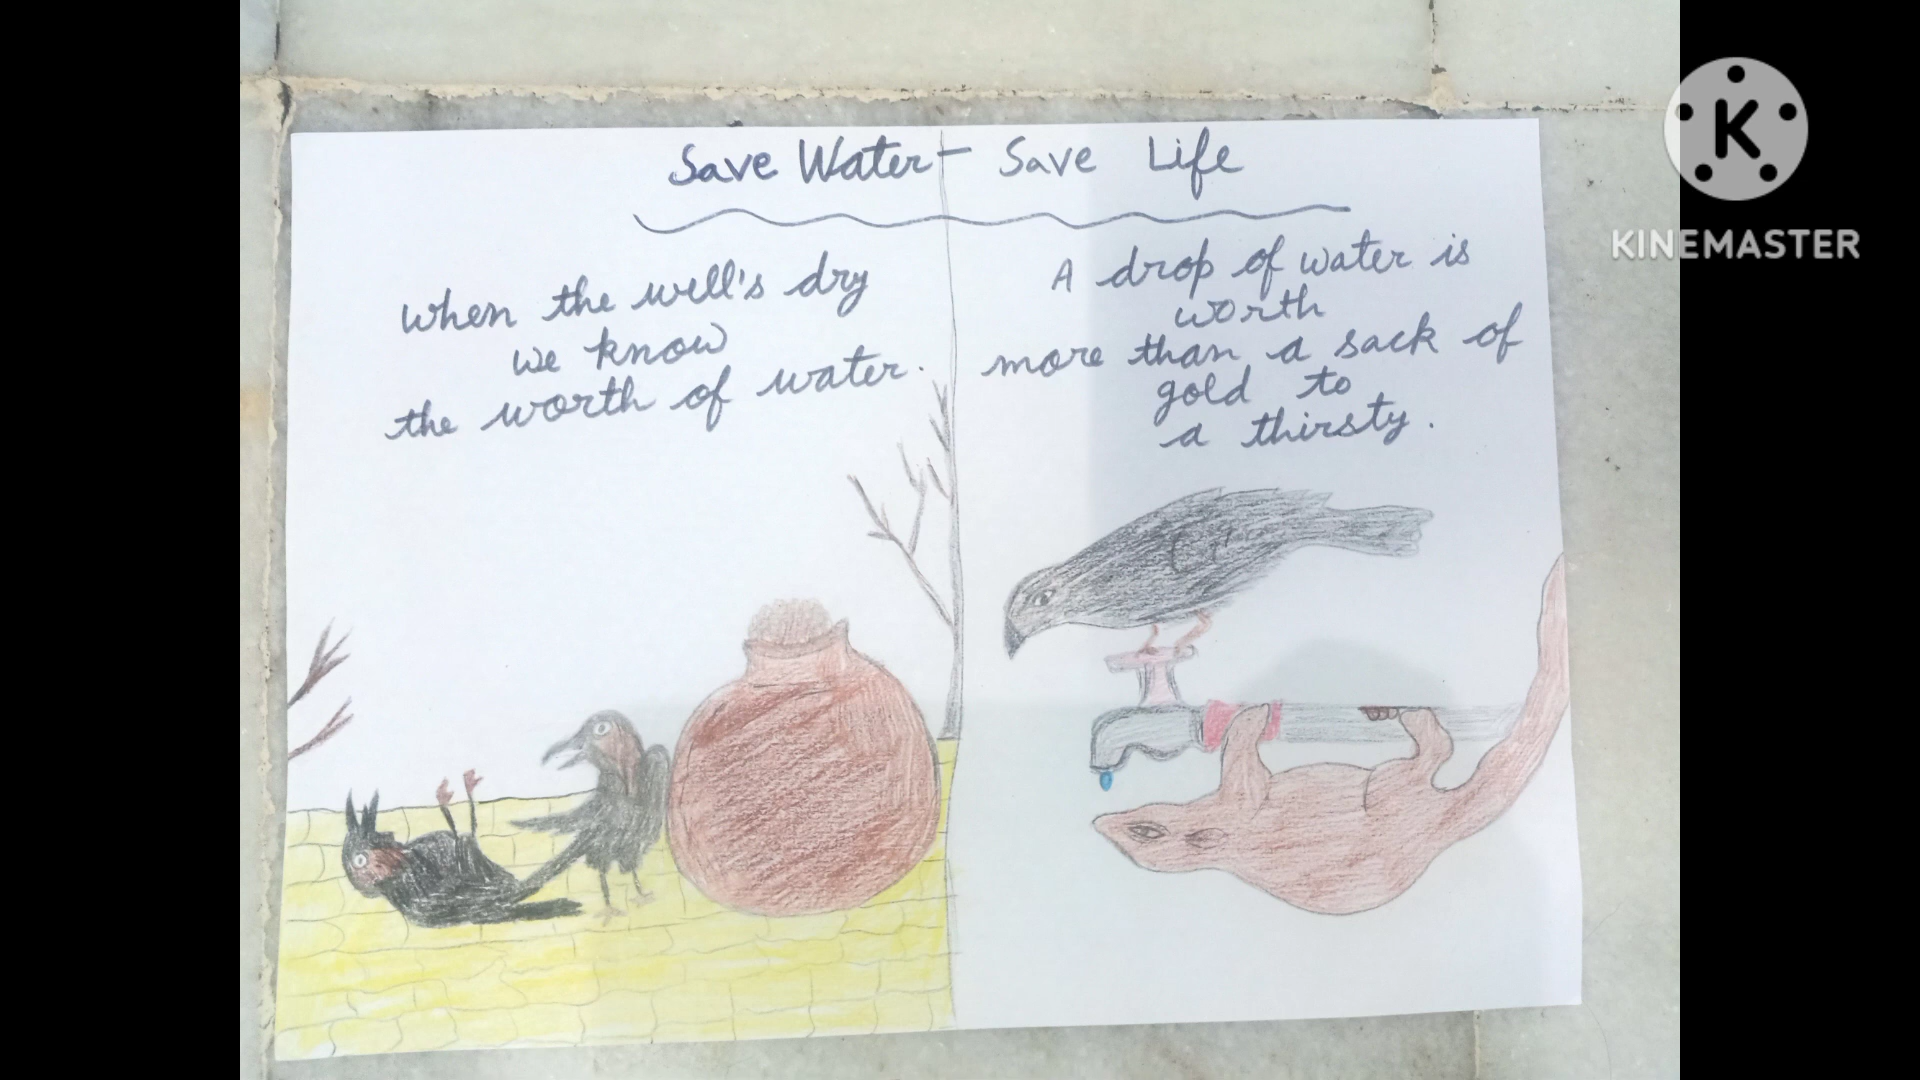 Save Water - Save Life
When the well's dry
we know
the worth of water.
A drop of water is
worth
more than a sack of
gold to
a thirsty.
K
KINEMASTER